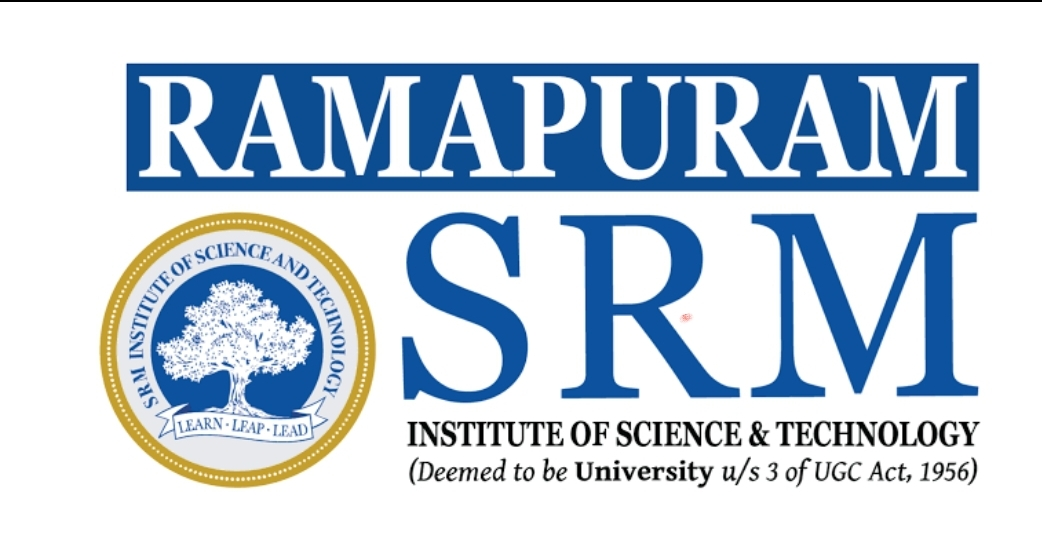 RAMAPURAM
SRM
SRM INSTITUTE OF SCIENCE AND TECHNOLOGY
LEARN · LEAP · LEAD
INSTITUTE OF SCIENCE & TECHNOLOGY
(Deemed to be University u/s 3 of UGC Act, 1956)